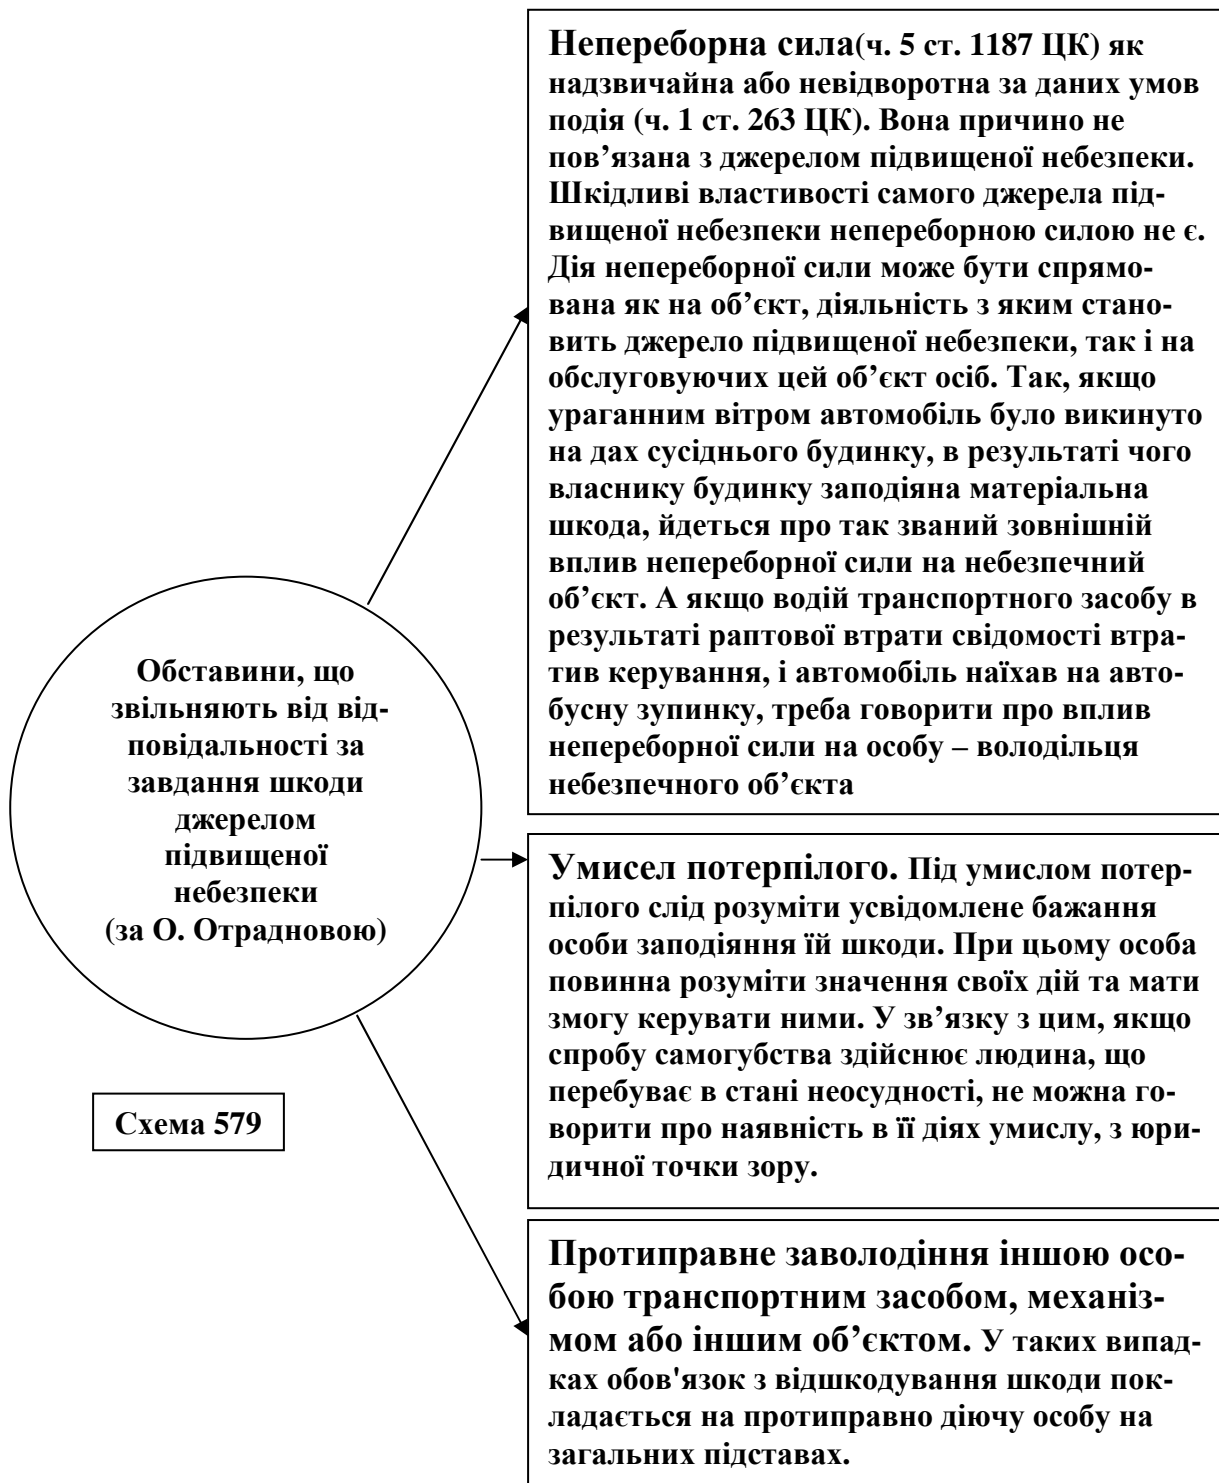 Непереборна сила(ч. 5 ст. 1187 ЦК) як
надзвичайна або невідворотна за даних умов
подія (ч. 1 ст. 263 ЦК). Вона причино не
пов’язана з джерелом підвищеної небезпеки.
Шкідливі властивості самого джерела під-
вищеної небезпеки непереборною силою не є.
Дія непереборної сили може бути спрямо-
вана як на об’єкт, діяльність з яким стано-
вить джерело підвищеної небезпеки, так і на
обслуговуючих цей об’єкт осіб. Так, якщо
ураганним вітром автомобіль було викинуто
на дах сусіднього будинку, в результаті чого
власнику будинку заподіяна матеріальна
шкода, йдеться про так званий зовнішній
вплив непереборної сили на небезпечний
об’єкт. А якщо водій транспортного засобу в
результаті раптової втрати свідомості втра-
тив керування, і автомобіль наїхав на авто-
бусну зупинку, треба говорити про вплив
непереборної сили на особу – володільця
небезпечного об’єкта
Обставини, що
звільняють від від-
повідальності за
завдання шкоди
джерелом
підвищеної
небезпеки
(за О. Отрадновою)
Умисел потерпілого. Під умислом потер-
пілого слід розуміти усвідомлене бажання
особи заподіяння їй шкоди. При цьому особа
повинна розуміти значення своїх дій та мати
змогу керувати ними. У зв’язку з цим, якщо
спробу самогубства здійснює людина, що
перебуває в стані неосудності, не можна го-
ворити про наявність в її діях умислу, з юри-
дичної точки зору.
Схема 579
Протиправне заволодіння іншою осо-
бою транспортним засобом, механіз-
мом або іншим об’єктом. У таких випад-
ках обов'язок з відшкодування шкоди пок-
ладається на протиправно діючу особу на
загальних підставах.